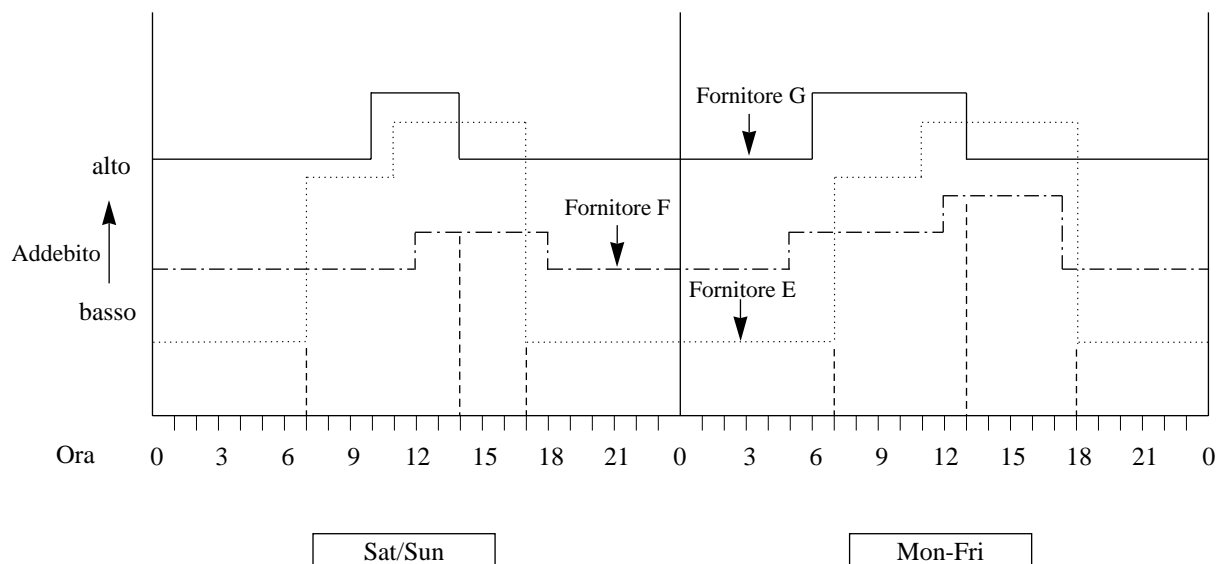 Fornitore G
alto
Fornitore F
Addebito
Fornitore E
basso
Ora 0 3 6 9 12 15 18 21 0 3 6 9 12 15 18 21 0
Sat/Sun Mon-Fri